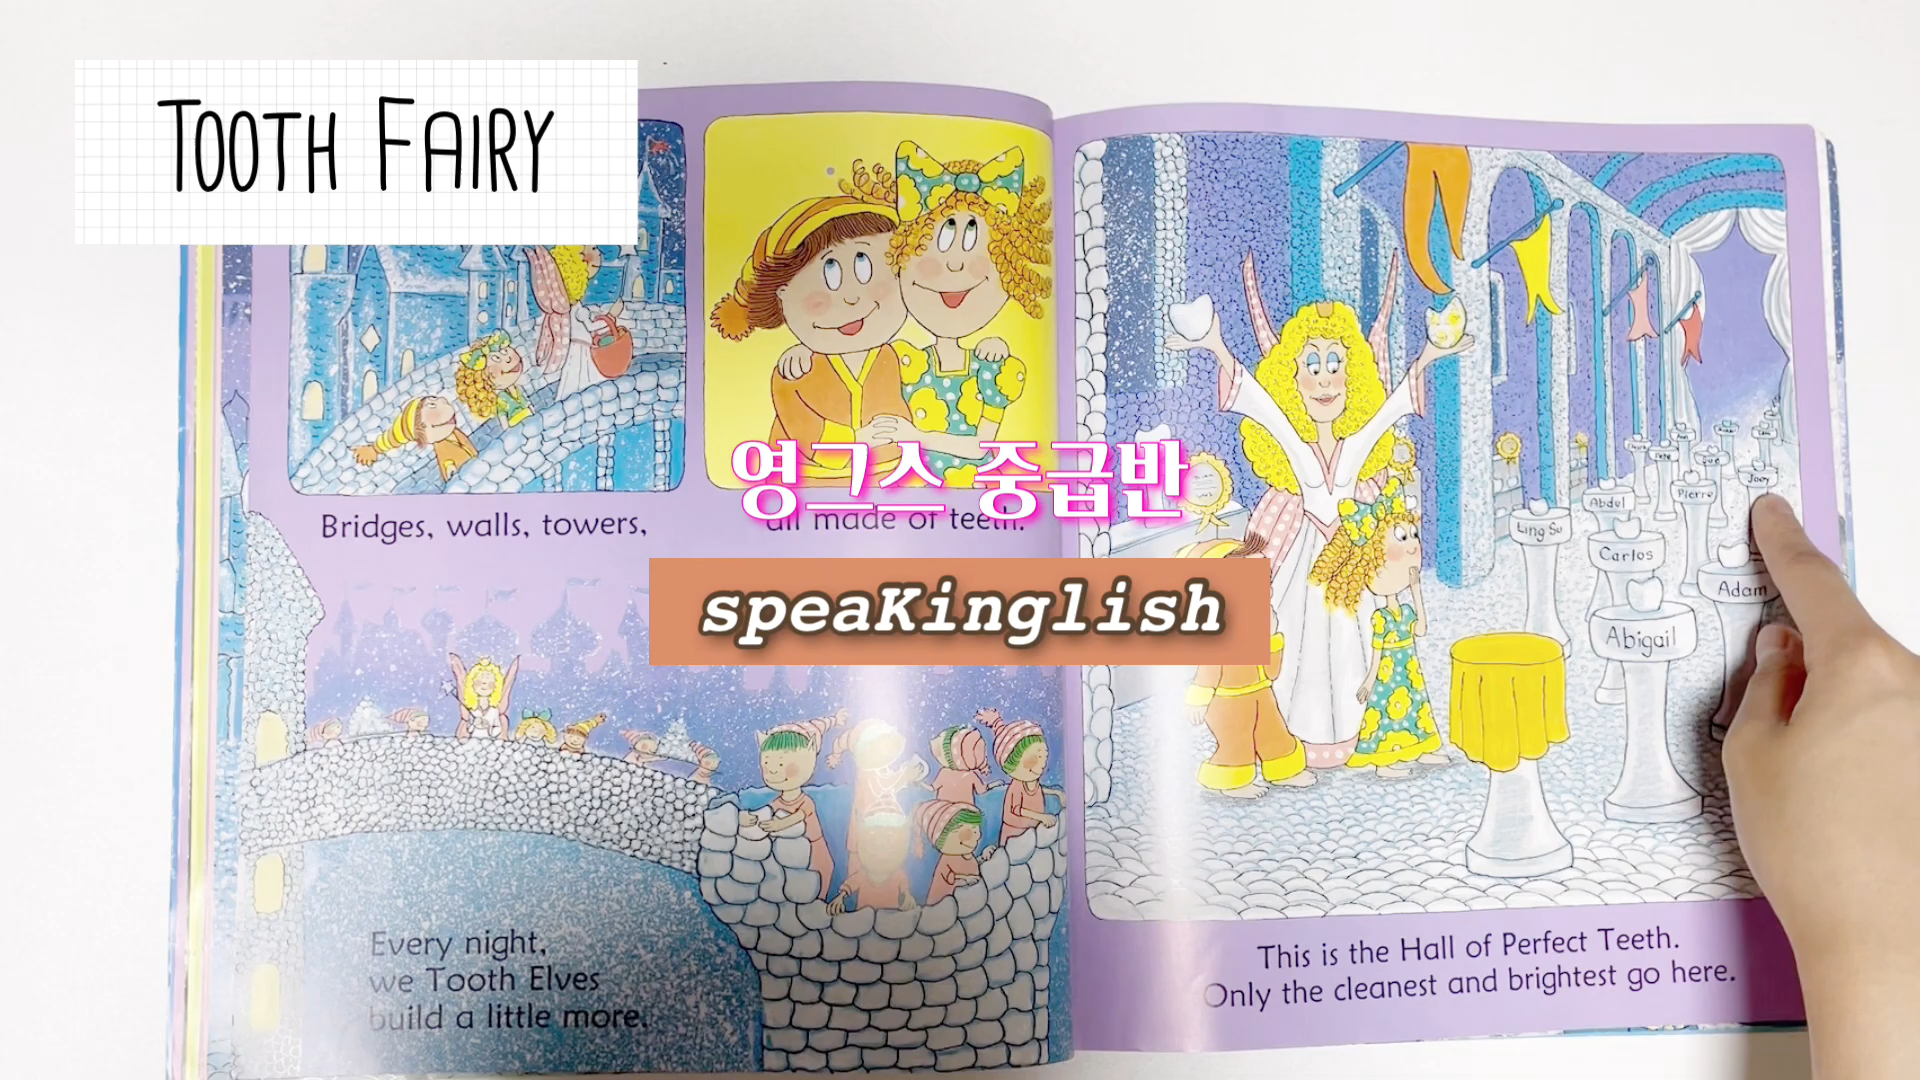 TOOTH FAIRY
Bridges, walls, towers,
all made of teeth.
영그스 중급반
speaKinglish
Every night,
we Tooth Elves
build a little more.
Ling Su
Abdul
Pierre
Joey
Carlos
Adam
Abigail
This is the Hall of Perfect Teeth.
Only the cleanest and brightest go here.